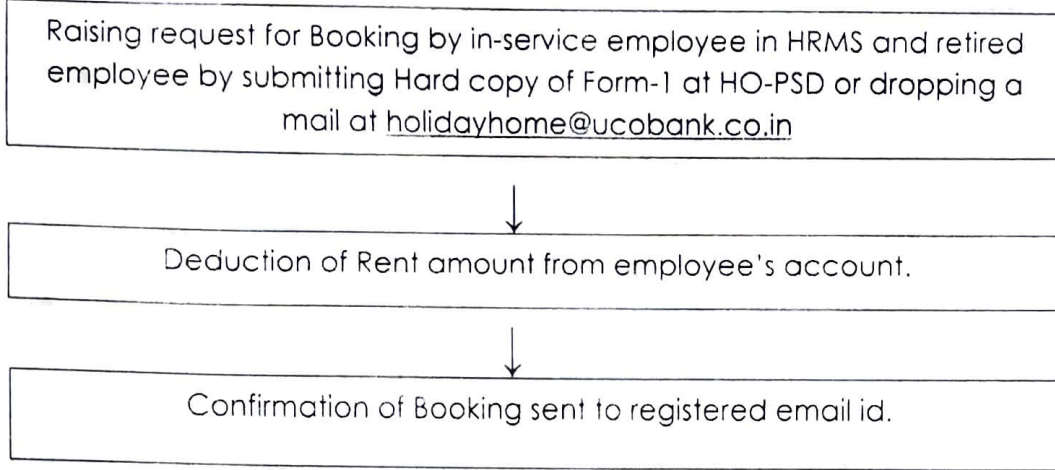 Raising request for Booking by in-service employee in HRMS and retired
employee by submitting Hard copy of Form-1 at HO-PSD or dropping a
mail at holidayhome@ucobank.co.in
Deduction of Rent amount from employee's account.
Confirmation of Booking sent to registered email id.